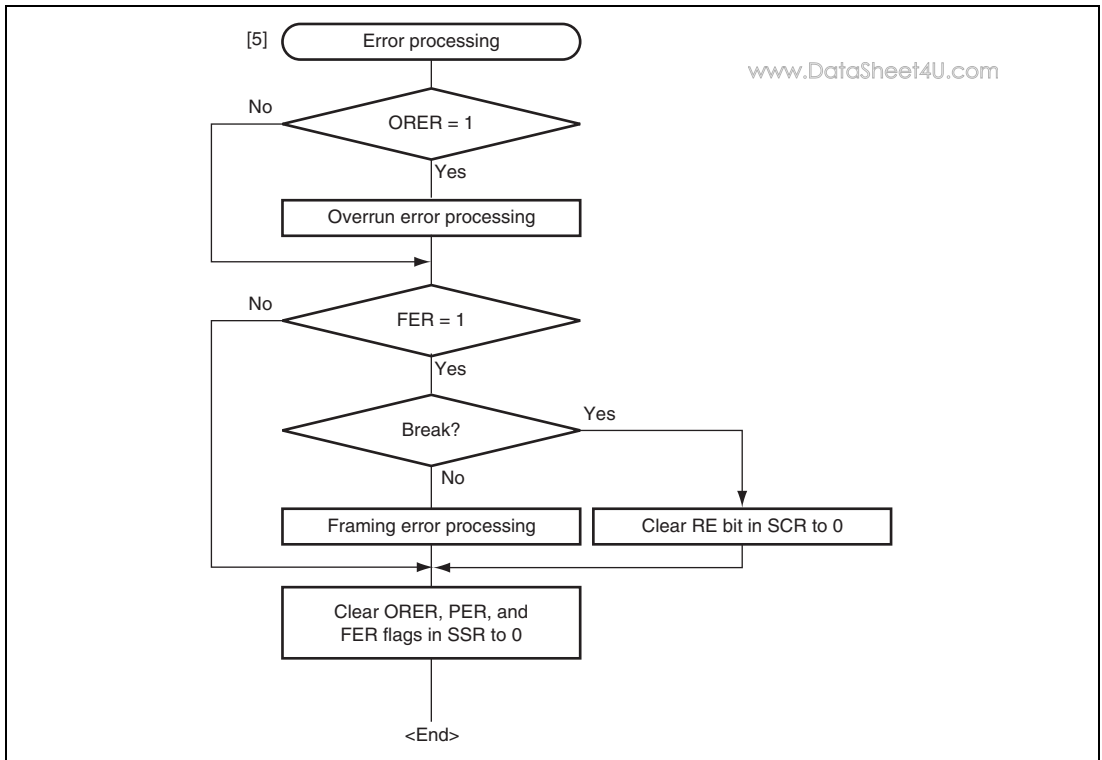 [5] Error processing
www.DataSheet4U.com
No
ORER = 1
Yes
Overrun error processing
No
FER = 1
Yes
Break?
Yes
No
Framing error processing
Clear RE bit in SCR to 0
Clear ORER, PER, and
FER flags in SSR to 0
<End>